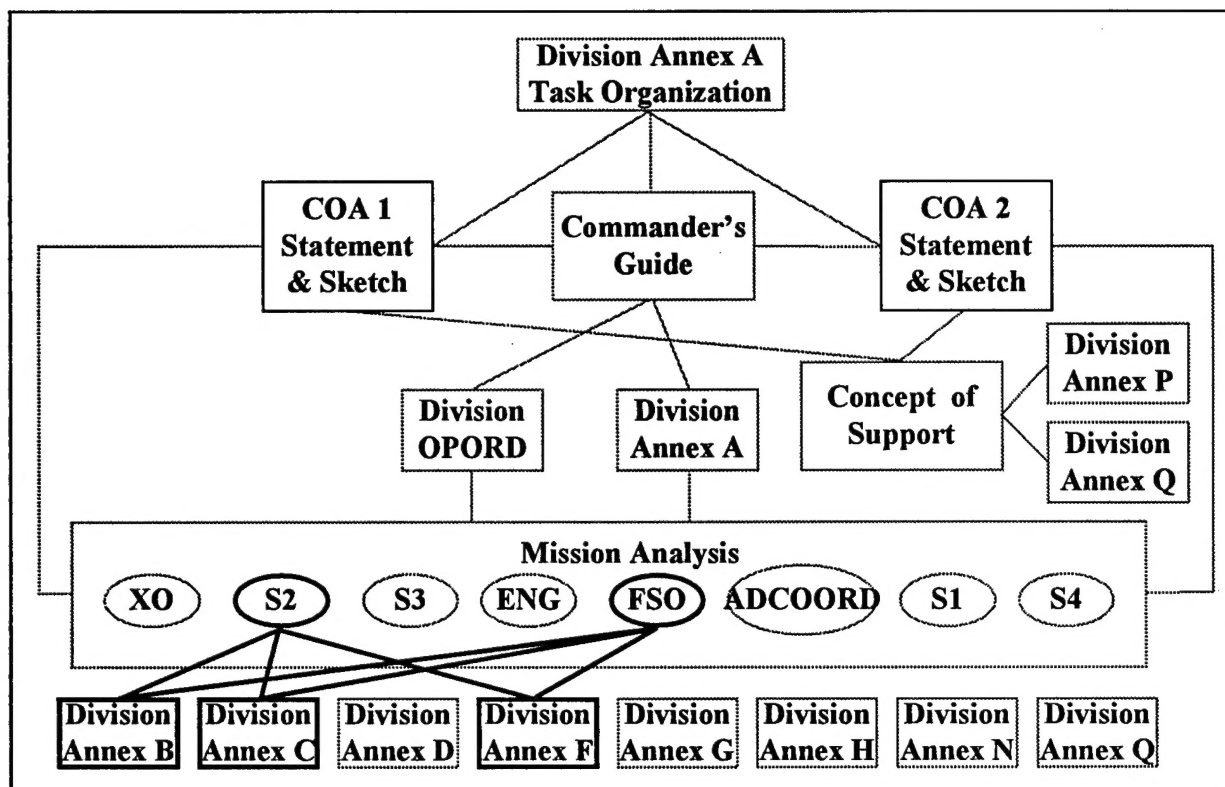 Division Annex A
Task Organization
COA 1
Statement
& Sketch
Commander's
Guide
COA 2
Statement
& Sketch
Division
Annex P
Division
OPORD
Division
Annex A
Concept of
Support
Division
Annex Q
Mission Analysis
XO
S2
S3
ENG
FSO
ADCOORD
S1
S4
Division
Annex B
Division
Annex C
Division
Annex D
Division
Annex F
Division
Annex G
Division
Annex H
Division
Annex N
Division
Annex Q